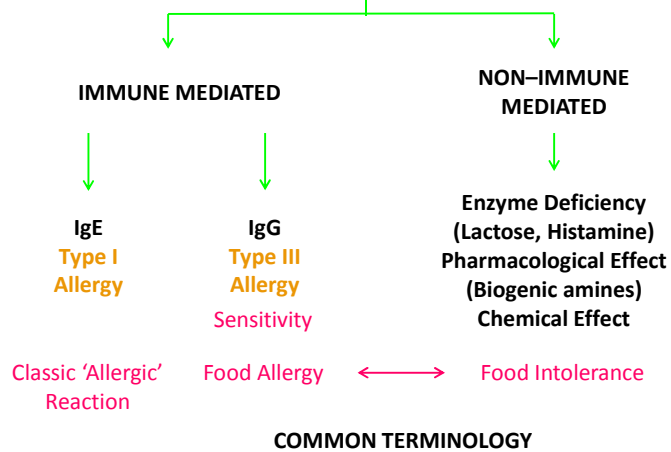 IMMUNE MEDIATED
NON–IMMUNE
MEDIATED
IgE
Type I
Allergy
IgG
Type III
Allergy
Sensitivity
Enzyme Deficiency
(Lactose, Histamine)
Pharmacological Effect
(Biogenic amines)
Chemical Effect
Classic ‘Allergic’
Reaction
Food Allergy
Food Intolerance
COMMON TERMINOLOGY